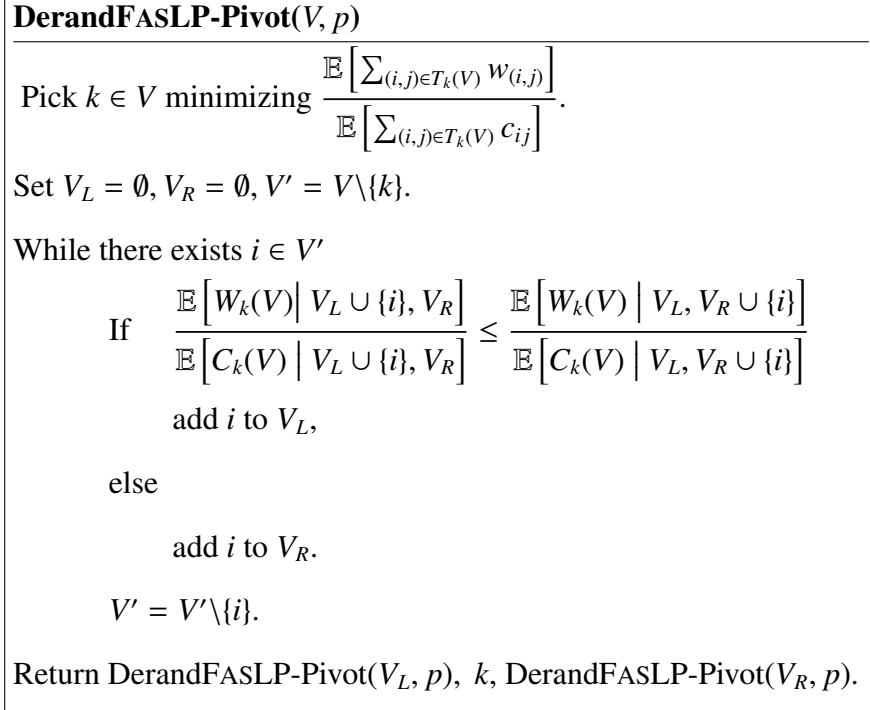 DerandFASLP-Pivot(V, p)
Pick k ∈ V minimizing 𝔼[∑_{(i,j)∈T_k(V)} w_{(i,j)}] / 𝔼[∑_{(i,j)∈T_k(V)} c_{ij}].
Set V_L = ∅, V_R = ∅, V′ = V\{k}.
While there exists i ∈ V′
If 𝔼[W_k(V)| V_L ∪ {i}, V_R] / 𝔼[C_k(V) | V_L ∪ {i}, V_R] ≤ 𝔼[W_k(V) | V_L, V_R ∪ {i}] / 𝔼[C_k(V) | V_L, V_R ∪ {i}]
add i to V_L,
else
add i to V_R.
V′ = V′\{i}.
Return DerandFASLP-Pivot(V_L, p), k, DerandFASLP-Pivot(V_R, p).